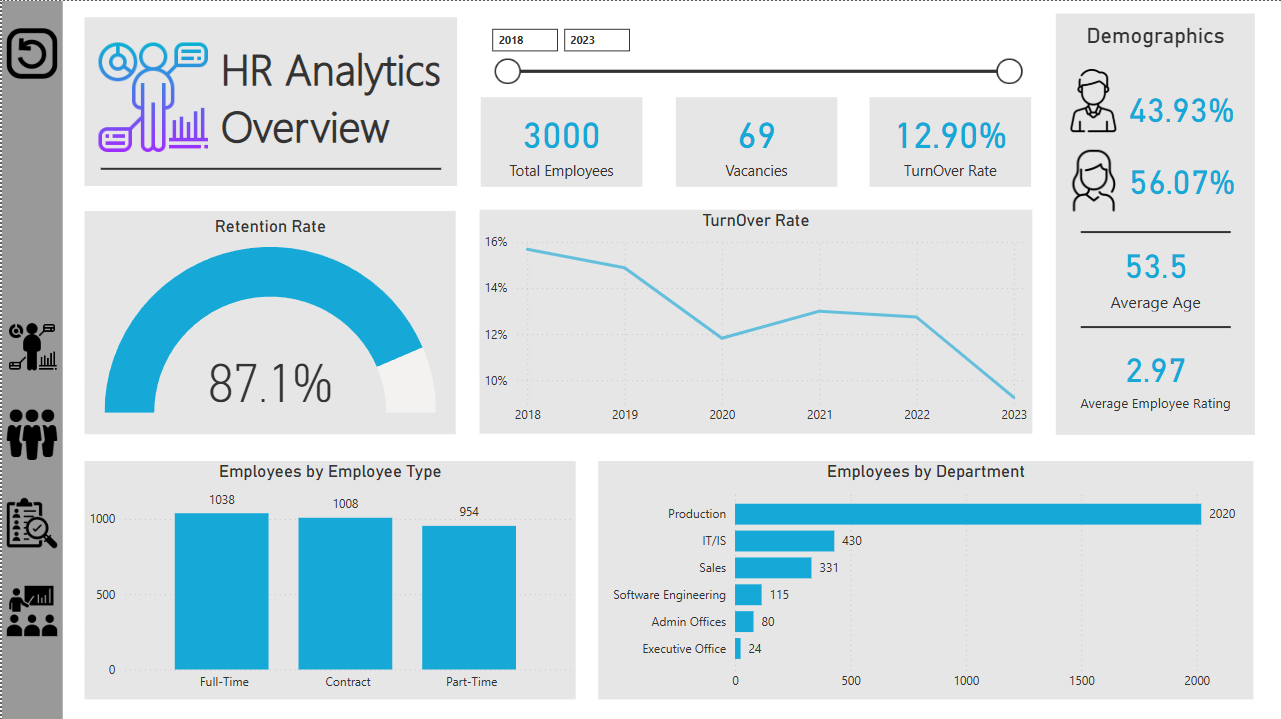 HR Analytics
Overview
2018
2023
3000
Total Employees
69
Vacancies
12.90%
TurnOver Rate
Demographics
43.93%
56.07%
53.5
Average Age
2.97
Average Employee Rating
Retention Rate
87.1%
TurnOver Rate
16%
14%
12%
10%
2018 2019 2020 2021 2022 2023
Employees by Employee Type
1038 1008 954
1000
500
0
Full-Time Contract Part-Time
Employees by Department
Production 2020
IT/IS 430
Sales 331
Software Engineering 115
Admin Offices 80
Executive Office 24
0 500 1000 1500 2000